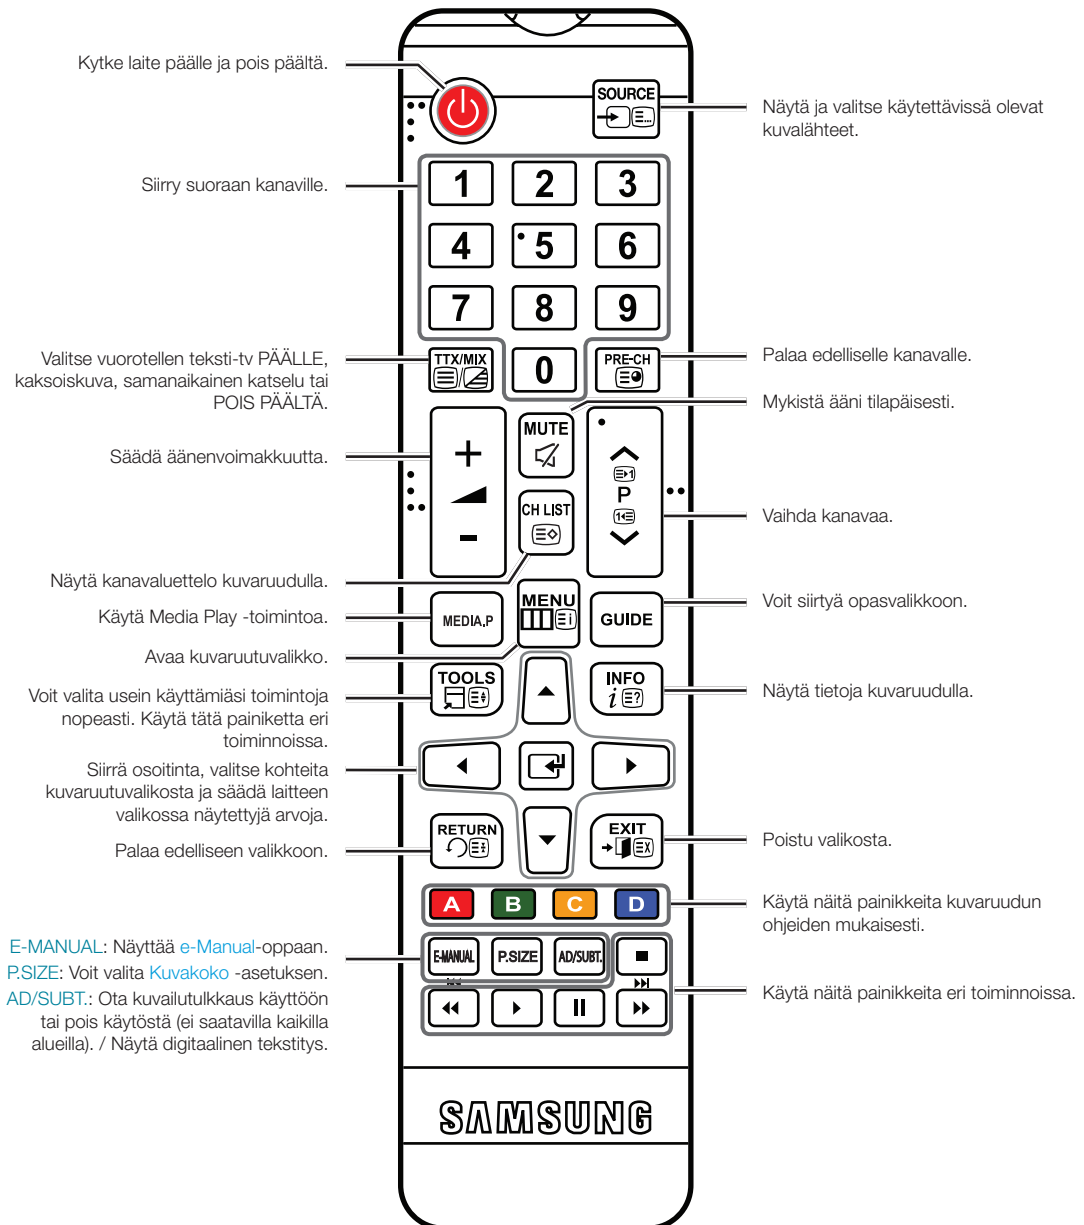 Kytke laite päälle ja pois päältä.
SOURCE
Näytä ja valitse käytettävissä olevat
kuvalähteet.
Siirry suoraan kanaville.
1 2 3
4 5 6
7 8 9
0
Valitse vuorotellen teksti-tv PÄÄLLE,
kaksoiskuva, samanaikainen katselu tai
POIS PÄÄLTÄ.
TTX/MIX
PRE-CH
Palaa edelliselle kanavalle.
Mykistä ääni tilapäisesti.
MUTE
Säädä äänenvoimakkuutta.
+
-
P
CH LIST
Vaihda kanavaa.
Näytä kanavaluettelo kuvaruudulla.
Käytä Media Play -toimintoa.
MEDIA.P
MENU
GUIDE
Voit siirtyä opasvalikkoon.
Avaa kuvaruutuvalikko.
TOOLS
INFO
Voit valita usein käyttämiäsi toimintoja
nopeasti. Käytä tätä painiketta eri
toiminnoissa.
Näytä tietoja kuvaruudulla.
Siirrä osoitinta, valitse kohteita
kuvaruutuvalikosta ja säädä laitteen
valikossa näytettyjä arvoja.
RETURN
EXIT
Palaa edelliseen valikkoon.
Poistu valikosta.
A B C D
Käytä näitä painikkeita kuvaruudun
ohjeiden mukaisesti.
E-MANUAL: Näyttää e-Manual-oppaan.
P.SIZE: Voit valita Kuvakoko -asetuksen.
AD/SUBT.: Ota kuvailutulkkaus käyttöön
tai pois käytöstä (ei saatavilla kaikilla
alueilla). / Näytä digitaalinen tekstitys.
E-MANUAL P.SIZE AD/SUBT.
Käytä näitä painikkeita eri toiminnoissa.
SAMSUNG